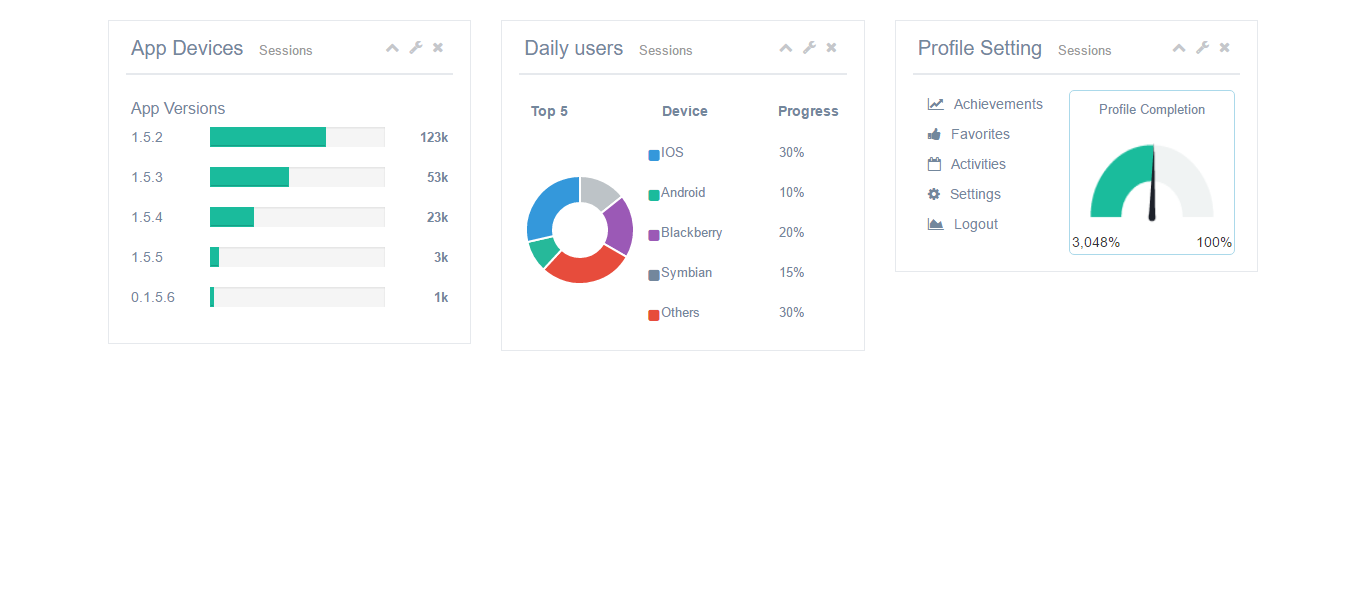 App Devices Sessions
App Versions
1.5.2 123k
1.5.3 53k
1.5.4 23k
1.5.5 3k
0.1.5.6 1k
Daily users Sessions
Top 5 Device Progress
IOS 30%
Android 10%
Blackberry 20%
Symbian 15%
Others 30%
Profile Setting Sessions
Achievements
Favorites
Activities
Settings
Logout
Profile Completion
3,048% 100%